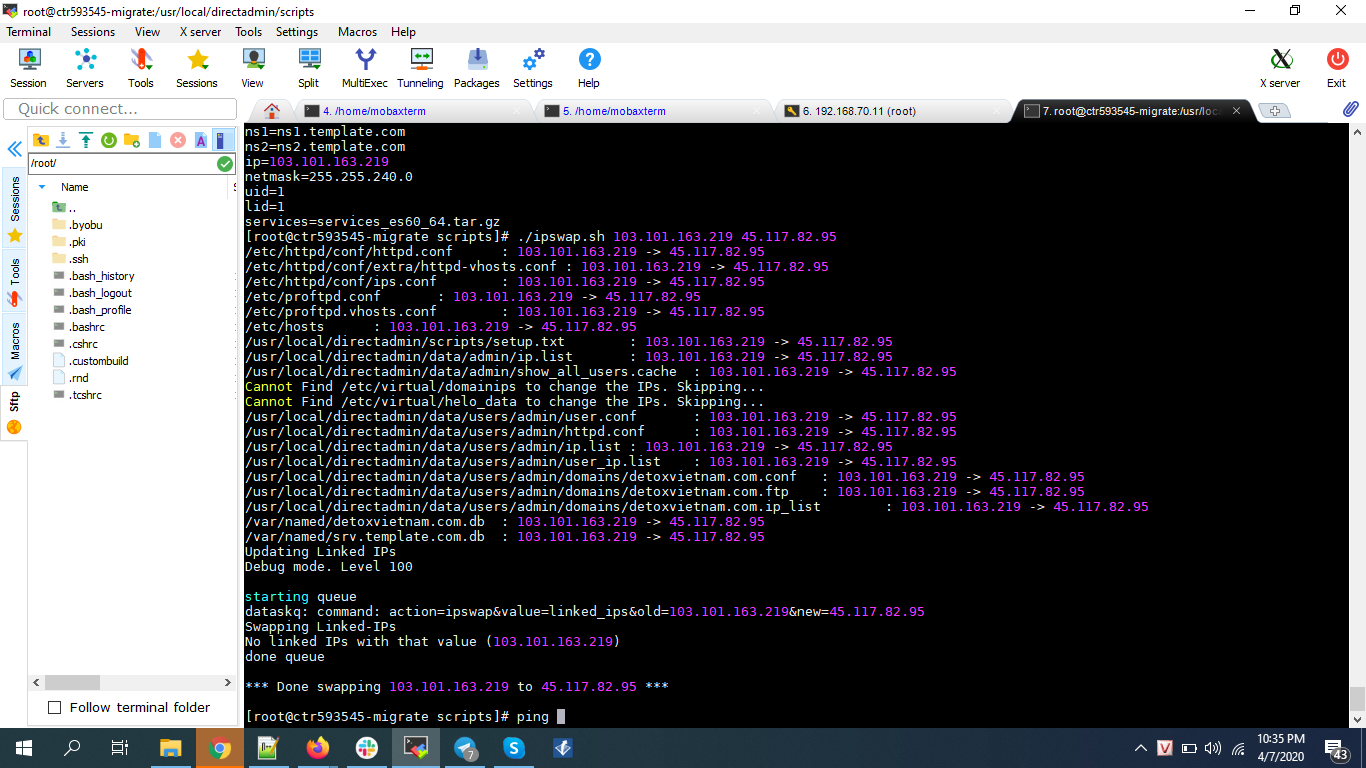 root@ctr593545-migrate:/usr/local/directadmin/scripts
Terminal Sessions View X server Tools Settings Macros Help
Session Servers Tools Sessions View Split MultiExec Tunneling Packages Settings Help X server Exit
Quick connect...
4. /home/mobaxterm
5. /home/mobaxterm
6. 192.168.70.11 (root)
7. root@ctr593545-migrate:/usr/loc
Sessions
Tools
Macros
Sftp
/root/
Name
..
.byobu
.pki
.ssh
.bash_history
.bash_logout
.bash_profile
.bashrc
.cshrc
.custombuild
.rnd
.tcshrc
Follow terminal folder
ns1=ns1.template.com
ns2=ns2.template.com
ip=103.101.163.219
netmask=255.255.240.0
uid=1
lid=1
services=services_es60_64.tar.gz
[root@ctr593545-migrate scripts]# ./ipswap.sh 103.101.163.219 45.117.82.95
/etc/httpd/conf/httpd.conf : 103.101.163.219 -> 45.117.82.95
/etc/httpd/conf/extra/httpd-vhosts.conf : 103.101.163.219 -> 45.117.82.95
/etc/httpd/conf/ips.conf : 103.101.163.219 -> 45.117.82.95
/etc/proftpd.conf : 103.101.163.219 -> 45.117.82.95
/etc/proftpd.vhosts.conf : 103.101.163.219 -> 45.117.82.95
/etc/hosts : 103.101.163.219 -> 45.117.82.95
/usr/local/directadmin/scripts/setup.txt : 103.101.163.219 -> 45.117.82.95
/usr/local/directadmin/data/admin/ip.list : 103.101.163.219 -> 45.117.82.95
/usr/local/directadmin/data/admin/show_all_users.cache : 103.101.163.219 -> 45.117.82.95
Cannot Find /etc/virtual/domainips to change the IPs. Skipping...
Cannot Find /etc/virtual/helo_data to change the IPs. Skipping...
/usr/local/directadmin/data/users/admin/user.conf : 103.101.163.219 -> 45.117.82.95
/usr/local/directadmin/data/users/admin/httpd.conf : 103.101.163.219 -> 45.117.82.95
/usr/local/directadmin/data/users/admin/ip.list : 103.101.163.219 -> 45.117.82.95
/usr/local/directadmin/data/users/admin/user_ip.list : 103.101.163.219 -> 45.117.82.95
/usr/local/directadmin/data/users/admin/domains/detoxvietnam.com.conf : 103.101.163.219 -> 45.117.82.95
/usr/local/directadmin/data/users/admin/domains/detoxvietnam.com.ftp : 103.101.163.219 -> 45.117.82.95
/usr/local/directadmin/data/users/admin/domains/detoxvietnam.com.ip_list : 103.101.163.219 -> 45.117.82.95
/var/named/detoxvietnam.com.db : 103.101.163.219 -> 45.117.82.95
/var/named/srv.template.com.db : 103.101.163.219 -> 45.117.82.95
Updating Linked IPs
Debug mode. Level 100
starting queue
dataskq: command: action=ipswap&value=linked_ips&old=103.101.163.219&new=45.117.82.95
Swapping Linked-IPs
No linked IPs with that value (103.101.163.219)
done queue
*** Done swapping 103.101.163.219 to 45.117.82.95 ***
[root@ctr593545-migrate scripts]# ping
7
V
10:35 PM
4/7/2020
43